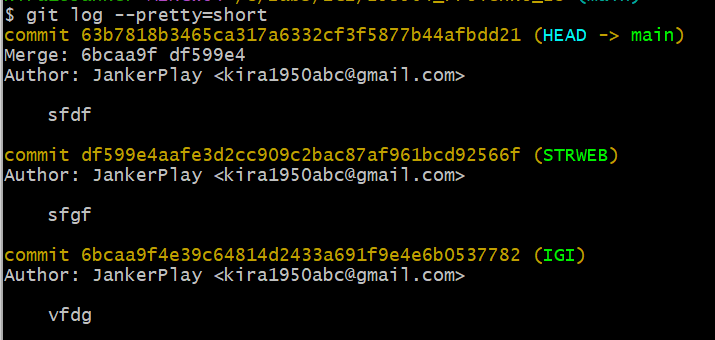 $ git log --pretty=short
commit 63b7818b3465ca317a6332cf3f5877b44afbdd21 (HEAD -> main)
Merge: 6bcaa9f df599e4
Author: JankerPlay <kira1950abc@gmail.com>
sfdf
commit df599e4aafe3d2cc909c2bac87af961bcd92566f (STRWEB)
Author: JankerPlay <kira1950abc@gmail.com>
sfgf
commit 6bcaa9f4e39c64814d2433a691f9e4e6b0537782 (IGI)
Author: JankerPlay <kira1950abc@gmail.com>
vfdg